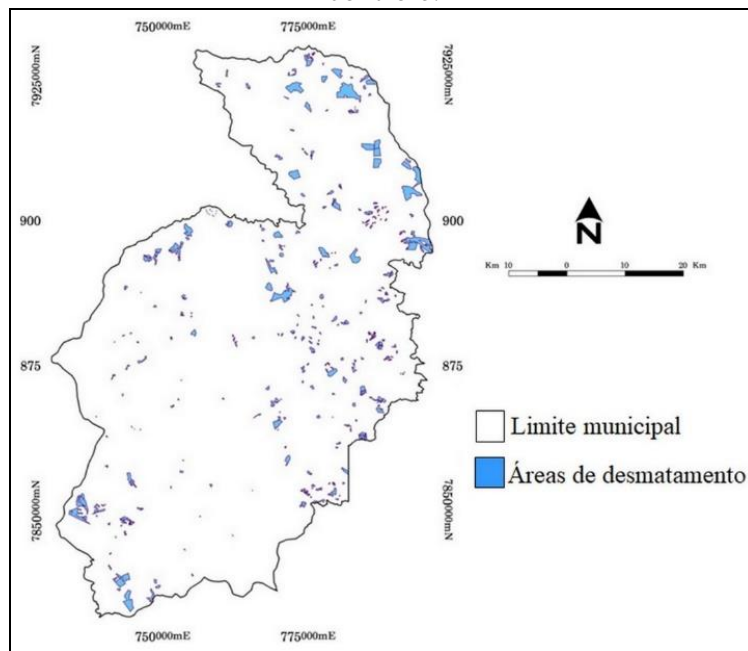 750000mE 775000mE
7925000mN 7925000mN
900 900
N
Km 10 0 10 20 Km
875 875
Limite municipal
Áreas de desmatamento
7850000mN 7850000mN
750000mE 775000mE